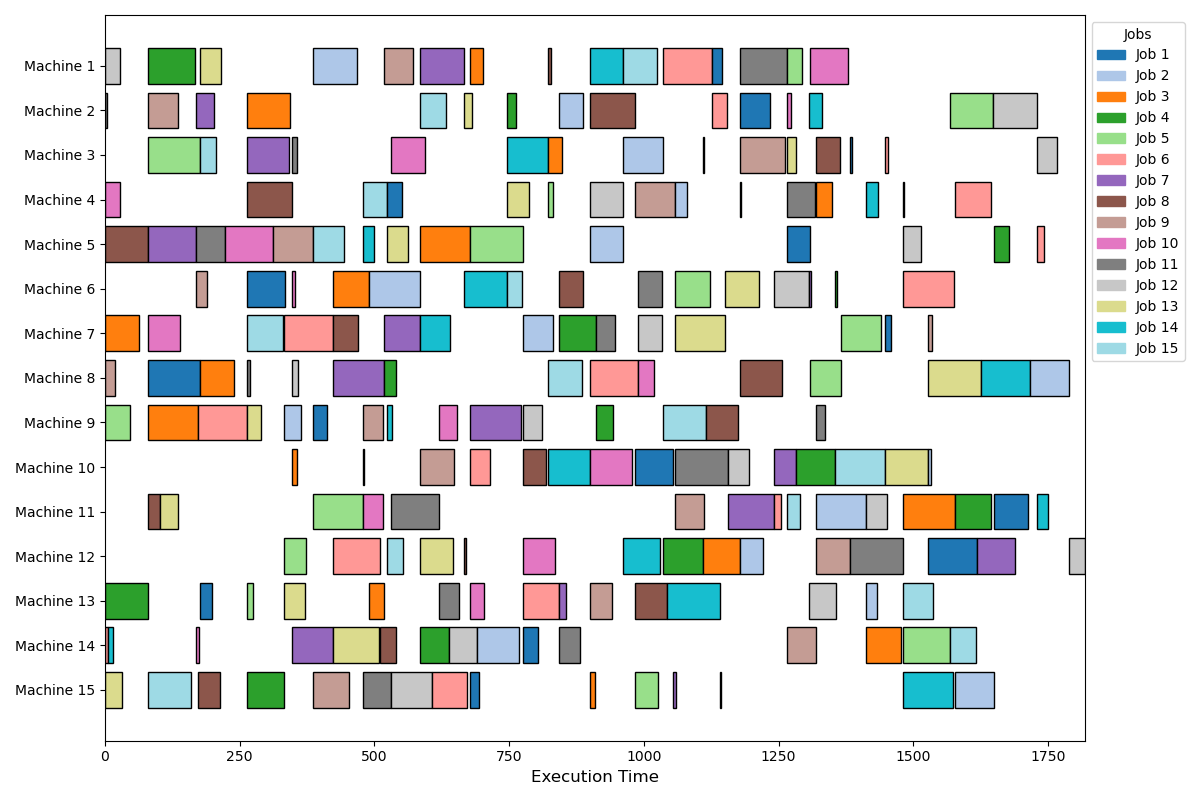 Machine 1
Machine 2
Machine 3
Machine 4
Machine 5
Machine 6
Machine 7
Machine 8
Machine 9
Machine 10
Machine 11
Machine 12
Machine 13
Machine 14
Machine 15
0 250 500 750 1000 1250 1500 1750
Execution Time
Jobs
Job 1
Job 2
Job 3
Job 4
Job 5
Job 6
Job 7
Job 8
Job 9
Job 10
Job 11
Job 12
Job 13
Job 14
Job 15